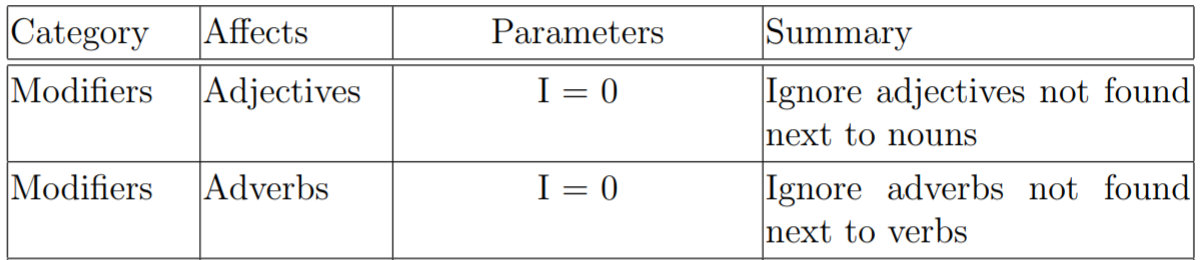 Category Affects Parameters Summary
Modifiers Adjectives I = 0 Ignore adjectives not found
next to nouns
Modifiers Adverbs I = 0 Ignore adverbs not found
next to verbs